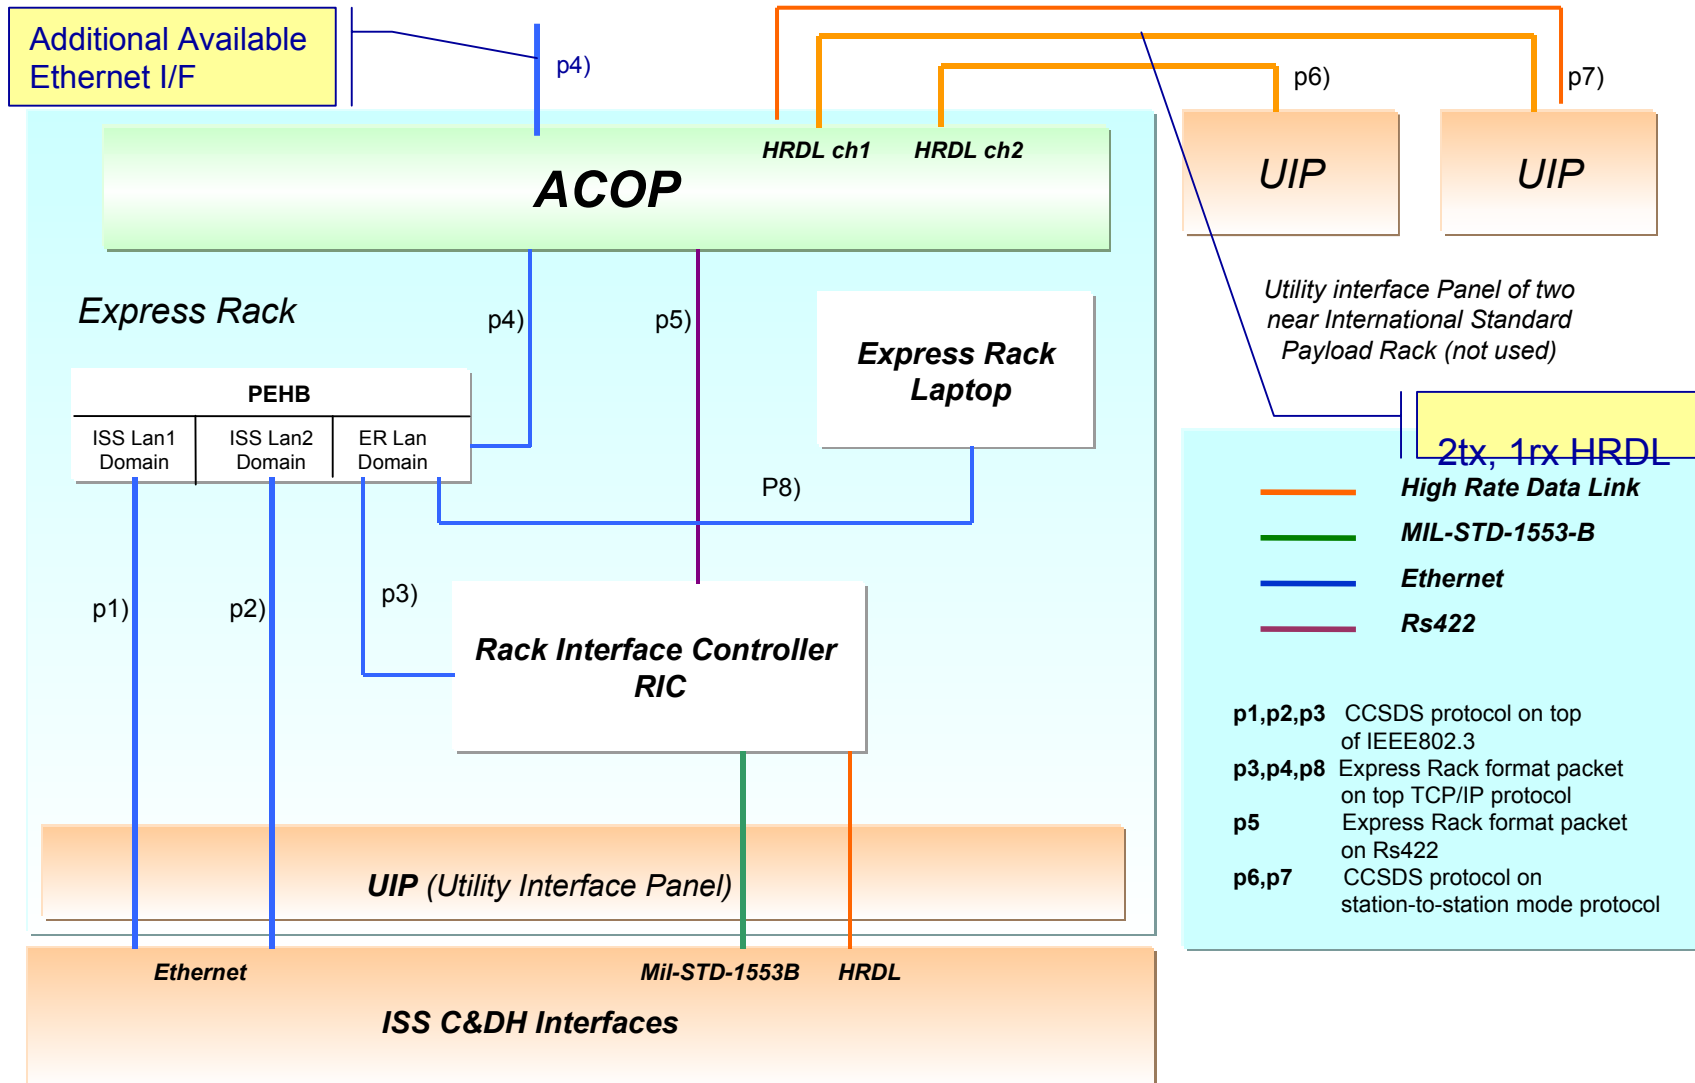 Additional Available
Ethernet I/F
p4)
p6)
p7)
HRDL ch1
HRDL ch2
ACOP
UIP
UIP
Utility interface Panel of two
near International Standard
Payload Rack (not used)
Express Rack
p4)
p5)
Express Rack
Laptop
PEHB
ISS Lan1
Domain
ISS Lan2
Domain
ER Lan
Domain
P8)
p1)
p2)
p3)
Rack Interface Controller
RIC
2tx, 1rx HRDL
High Rate Data Link
MIL-STD-1553-B
Ethernet
Rs422
p1,p2,p3 CCSDS protocol on top
of IEEE802.3
p3,p4,p8 Express Rack format packet
on top TCP/IP protocol
p5 Express Rack format packet
on Rs422
p6,p7 CCSDS protocol on
station-to-station mode protocol
UIP (Utility Interface Panel)
Ethernet
Mil-STD-1553B
HRDL
ISS C&DH Interfaces